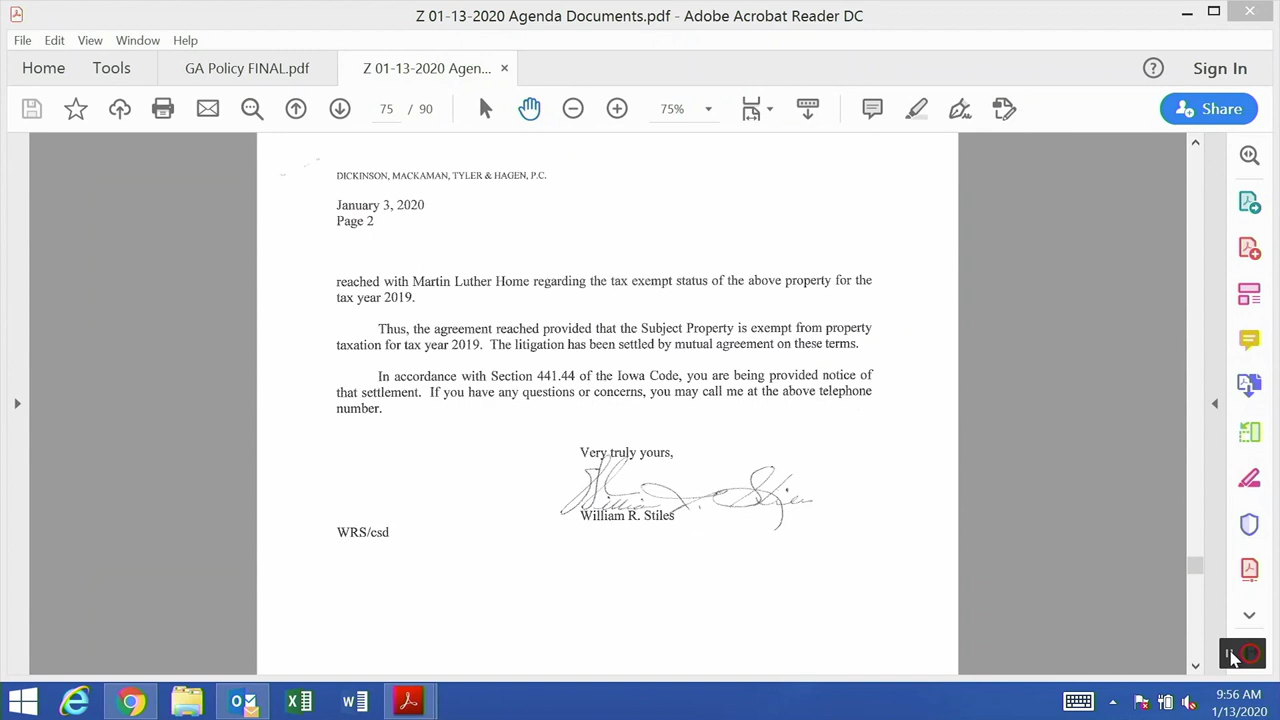 Z 01-13-2020 Agenda Documents.pdf - Adobe Acrobat Reader DC
File Edit View Window Help
Home Tools GA Policy FINAL.pdf Z 01-13-2020 Agen... × Sign In
75 / 90 75% Share
DICKINSON, MACKAMAN, TYLER & HAGEN, P.C.
January 3, 2020
Page 2
reached with Martin Luther Home regarding the tax exempt status of the above property for the
tax year 2019.
Thus, the agreement reached provided that the Subject Property is exempt from property
taxation for tax year 2019. The litigation has been settled by mutual agreement on these terms.
In accordance with Section 441.44 of the Iowa Code, you are being provided notice of
that settlement. If you have any questions or concerns, you may call me at the above telephone
number.
Very truly yours,
William R. Stiles
William R. Stiles
WRS/csd
9:56 AM
1/13/2020